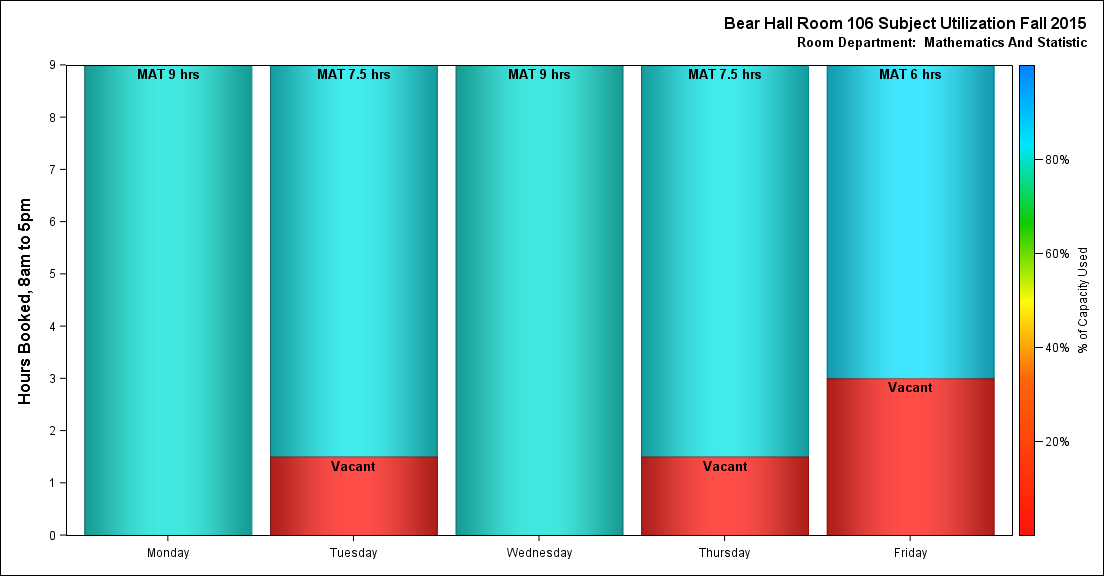 Bear Hall Room 106 Subject Utilization Fall 2015
Room Department:  Mathematics And Statistic
MAT 9 hrs
MAT 7.5 hrs
MAT 9 hrs
MAT 7.5 hrs
MAT 6 hrs
Vacant
Vacant
Vacant
Hours Booked, 8am to 5pm
9
8
7
6
5
4
3
2
1
0
Monday
Tuesday
Wednesday
Thursday
Friday
80%
60%
40%
20%
% of Capacity Used